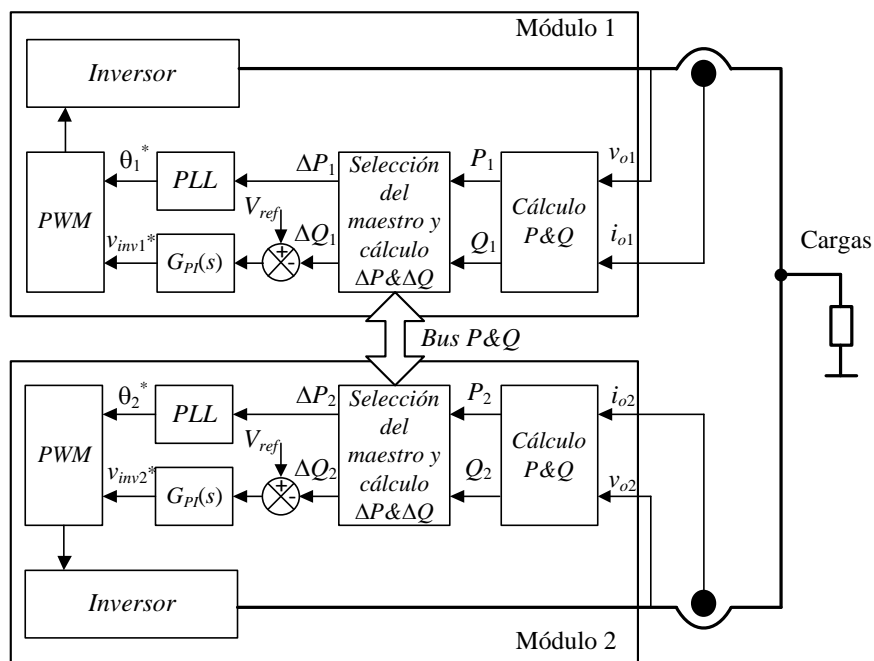 Módulo 1
Inversor
θ1*
PLL
ΔP1
Selección
del
maestro y
cálculo
ΔP&ΔQ
P1
Cálculo
P&Q
vo1
PWM
Vref
vinv1*
GPI(s)
+
-
ΔQ1
Q1
io1
Cargas
Bus P&Q
θ2*
PLL
ΔP2
Selección
del
maestro y
cálculo
ΔP&ΔQ
P2
Cálculo
P&Q
io2
PWM
Vref
vinv2*
GPI(s)
+
-
ΔQ2
Q2
vo2
Inversor
Módulo 2